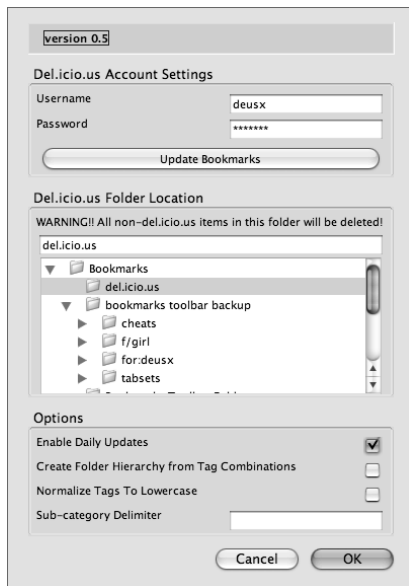 version 0.5
Del.icio.us Account Settings
Username
deusx
Password
*******
Update Bookmarks
Del.icio.us Folder Location
WARNING!! All non-del.icio.us items in this folder will be deleted!
del.icio.us
Bookmarks
del.icio.us
bookmarks toolbar backup
cheats
f/girl
for:deusx
tabsets
Options
Enable Daily Updates
Create Folder Hierarchy from Tag Combinations
Normalize Tags To Lowercase
Sub-category Delimiter
Cancel
OK